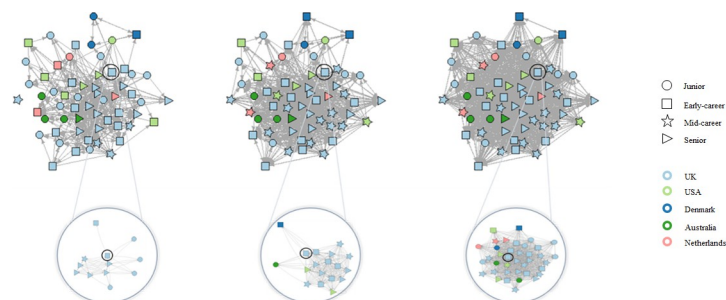 Junior
Early-career
Mid-career
Senior
UK
USA
Denmark
Australia
Netherlands